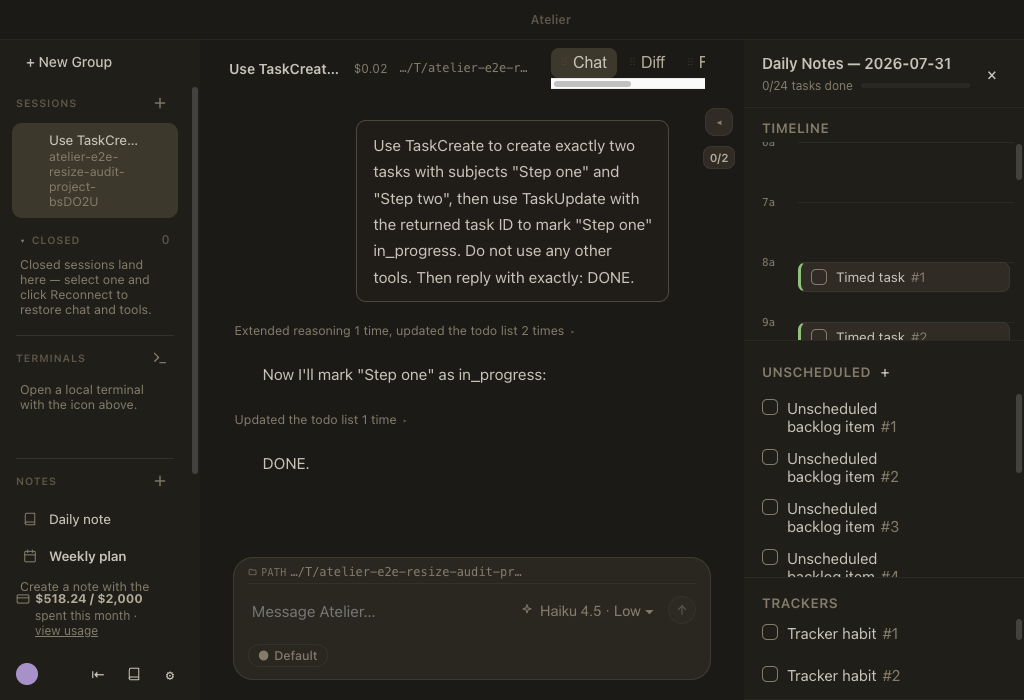 Atelier
+ New Group
SESSIONS
Use TaskCre…
atelier-e2e-
resize-audit-
project-
bsDO2U
CLOSED 0
Closed sessions land
here — select one and
click Reconnect to
restore chat and tools.
TERMINALS
Open a local terminal
with the icon above.
NOTES
Daily note
Weekly plan
Create a note with the
$518.24 / $2,000
spent this month ·
view usage
Use TaskCreat… $0.02 …/T/atelier-e2e-r…
Chat Diff
0/2
Use TaskCreate to create exactly two
tasks with subjects "Step one" and
"Step two", then use TaskUpdate with
the returned task ID to mark "Step one"
in_progress. Do not use any other
tools. Then reply with exactly: DONE.
Extended reasoning 1 time, updated the todo list 2 times
Now I'll mark "Step one" as in_progress:
Updated the todo list 1 time
DONE.
PATH …/T/atelier-e2e-resize-audit-pr…
Message Atelier…
Haiku 4.5 · Low
Default
Daily Notes — 2026-07-31
0/24 tasks done
TIMELINE
6a
7a
8a
Timed task #1
9a
Timed task #2
UNSCHEDULED +
Unscheduled
backlog item #1
Unscheduled
backlog item #2
Unscheduled
backlog item #3
Unscheduled
backlog item #4
TRACKERS
Tracker habit #1
Tracker habit #2